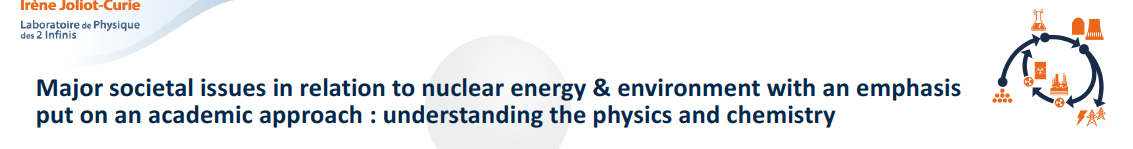 Irène Joliot-Curie
Laboratoire de Physique
des 2 Infinis
Major societal issues in relation to nuclear energy & environment with an emphasis
put on an academic approach : understanding the physics and chemistry